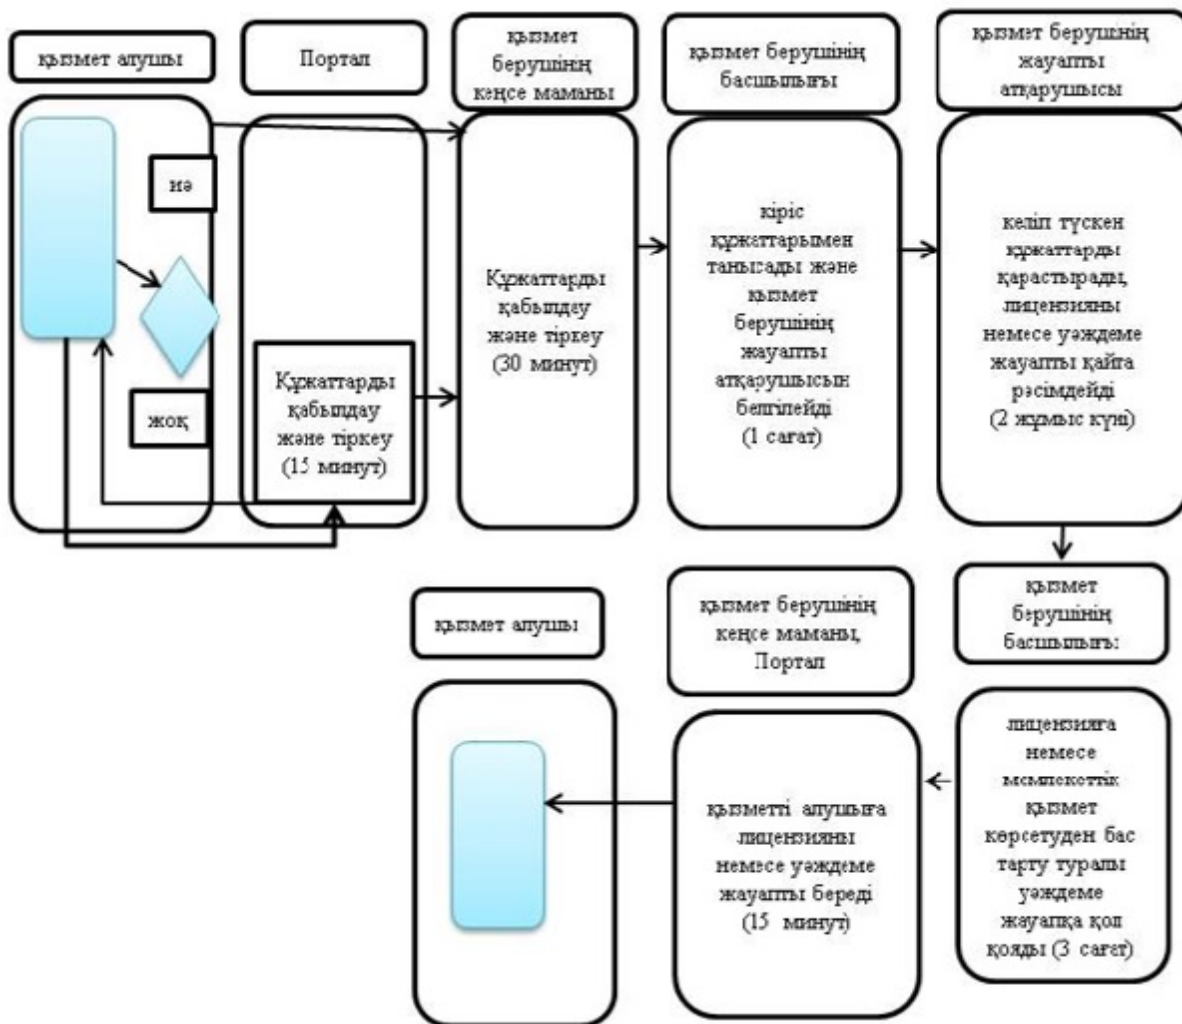 қызмет алушы
Портал
қызмет
берушінің
кеңсе маманы
қызмет берушінің
басшылығы
қызмет берушінің
жауапты
атқарушысы
иә
жоқ
Құжаттарды
қабылдау
және тіркеу
(15 минут)
Құжаттарды
қабылдау
және тіркеу
(30 минут)
кіріс
құжаттарымен
танысады және
қызмет
берушінің
жауапты
атқарушысын
белгілейді
(1 сағат)
келіп түскен
құжаттарды
қарастырады,
лицензияны
немесе уәждеме
жауапты қайта
рәсімдейді
(2 жұмыс күні)
қызмет алушы
қызмет берушінің
кеңсе маманы,
Портал
қызмет
берушінің
басшылығы
қызметті алушыға
лицензияны
немесе уәждеме
жауапты береді
(15 минут)
лицензияға
немесе
мемлекеттік
қызмет
көрсетуден бас
тарту туралы
уәждеме
жауапқа қол
қояды (3 сағат)